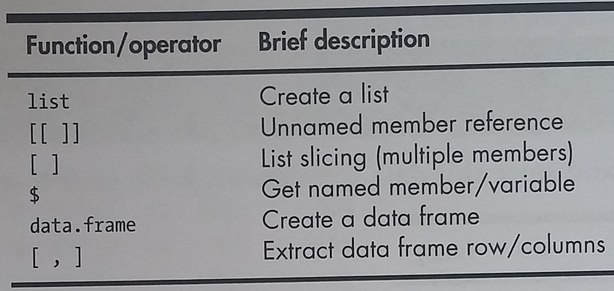 Function/operator Brief description
list Create a list
[[ ]] Unnamed member reference
[ ] List slicing (multiple members)
$ Get named member/variable
data.frame Create a data frame
[ , ] Extract data frame row/columns